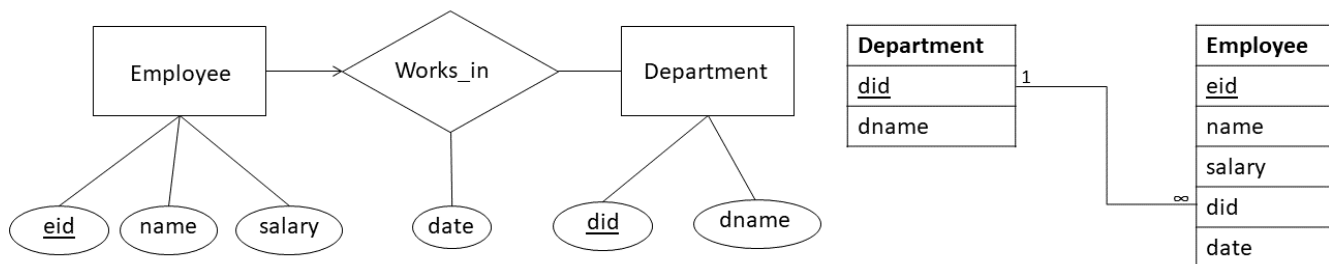 Employee
Works_in
Department
eid
name
salary
date
did
dname
Department
did
dname
1
∞
Employee
eid
name
salary
did
date